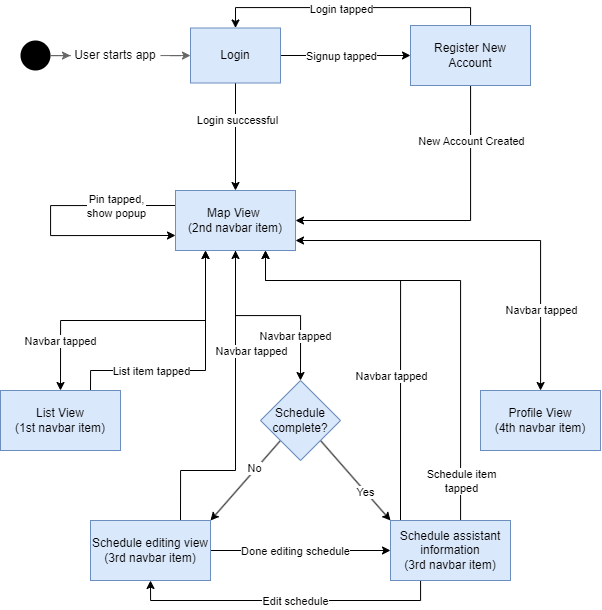 Login tapped
User starts app
Login
Signup tapped
Register New
Account
Login successful
New Account Created
Pin tapped,
show popup
Map View
(2nd navbar item)
Navbar tapped
Navbar tapped
Navbar tapped
Navbar tapped
List item tapped
Navbar tapped
List View
(1st navbar item)
Schedule
complete?
Profile View
(4th navbar item)
No
Yes
Schedule item
tapped
Schedule editing view
(3rd navbar item)
Done editing schedule
Schedule assistant
information
(3rd navbar item)
Edit schedule